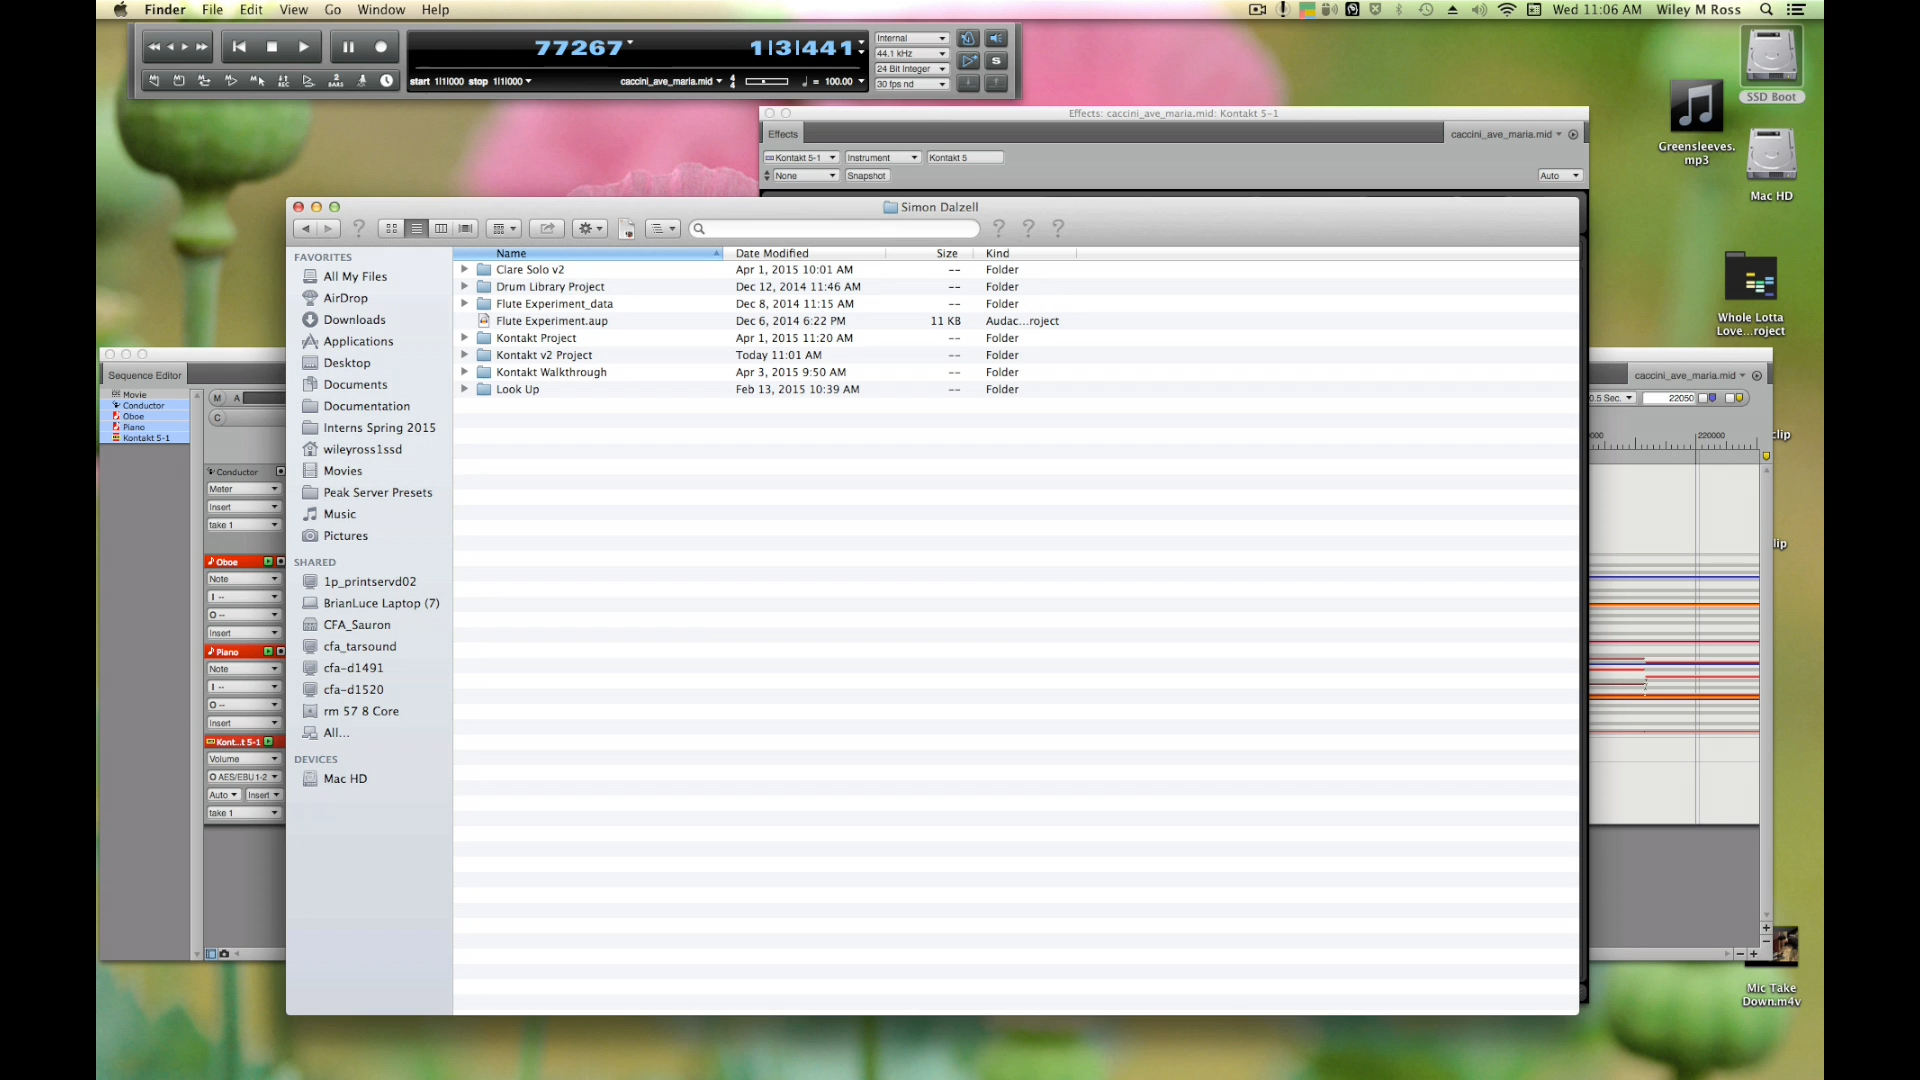 Finder File Edit View Go Window Help
Wed 11:06 AM Wiley M Ross
77267 1|3|441
start 1|1|000 stop 1|1|000 caccini_ave_maria.mid 4 4 = 100.00
Internal
44.1 kHz
24 Bit Integer
30 fps nd
S
REC
2 BARS
SSD Boot
Greensleeves.
mp3
Mac HD
Whole Lotta
Love...roject
clip
lip
Mic Take
Down.m4v
Effects: caccini_ave_maria.mid: Kontakt 5-1
Effects caccini_ave_maria.mid
Kontakt 5-1 Instrument Kontakt 5
None Snapshot Auto
Simon Dalzell
Name Date Modified Size Kind
Clare Solo v2 Apr 1, 2015 10:01 AM -- Folder
Drum Library Project Dec 12, 2014 11:46 AM -- Folder
Flute Experiment_data Dec 8, 2014 11:15 AM -- Folder
Flute Experiment.aup Dec 6, 2014 6:22 PM 11 KB Audac...roject
Kontakt Project Apr 1, 2015 11:20 AM -- Folder
Kontakt v2 Project Today 11:01 AM -- Folder
Kontakt Walkthrough Apr 3, 2015 9:50 AM -- Folder
Look Up Feb 13, 2015 10:39 AM -- Folder
FAVORITES
All My Files
AirDrop
Downloads
Applications
Desktop
Documents
Documentation
Interns Spring 2015
wileyross1ssd
Movies
Peak Server Presets
Music
Pictures
SHARED
1p_printservd02
BrianLuce Laptop (7)
CFA_Sauron
cfa_tarsound
cfa-d1491
cfa-d1520
rm 57 8 Core
All...
DEVICES
Mac HD
Sequence Editor
Movie
Conductor
Oboe
Piano
Kontakt 5-1
M A
C
Conductor
Meter
Insert
take 1
Oboe
Note
I --
O --
Insert
Piano
Note
I --
O --
Insert
Kont...t 5-1
Volume
O AES/EBU 1-2
Auto Insert
take 1
caccini_ave_maria.mid
0.5 Sec. 22050
220000